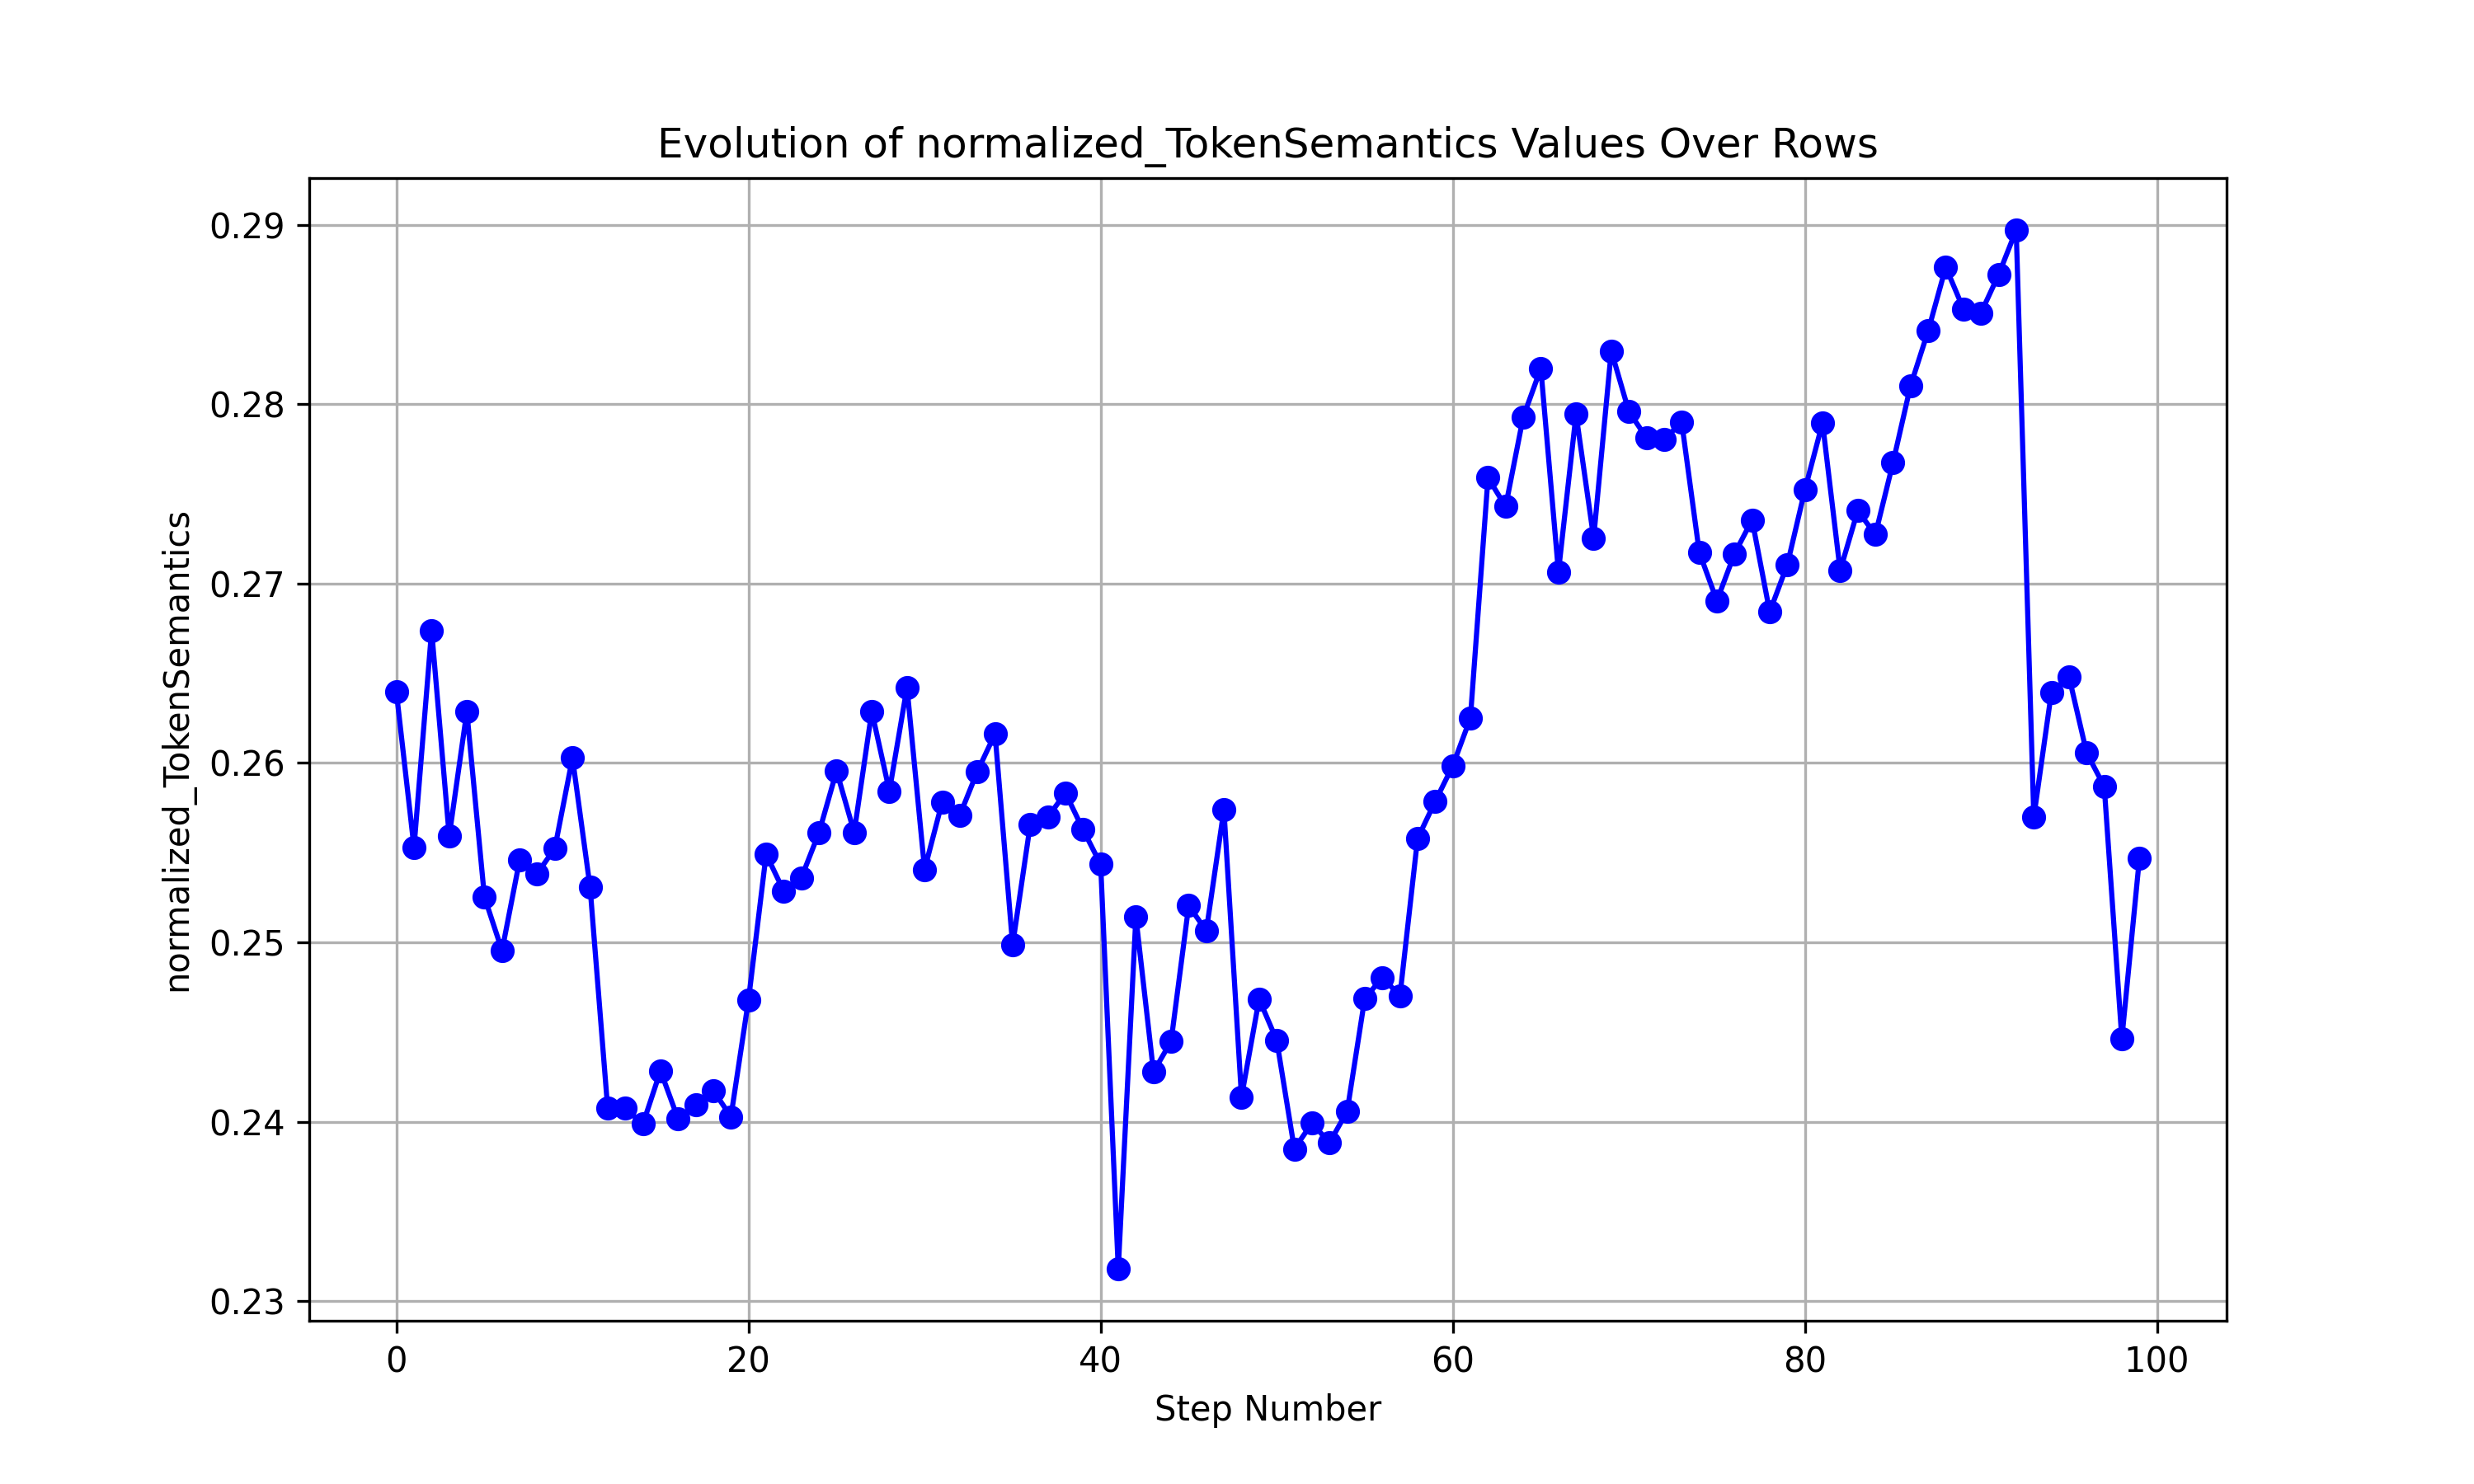 Evolution of normalized_TokenSemantics Values Over Rows
normalized_TokenSemantics
0.29
0.28
0.27
0.26
0.25
0.24
0.23
0 20 40 60 80 100
Step Number